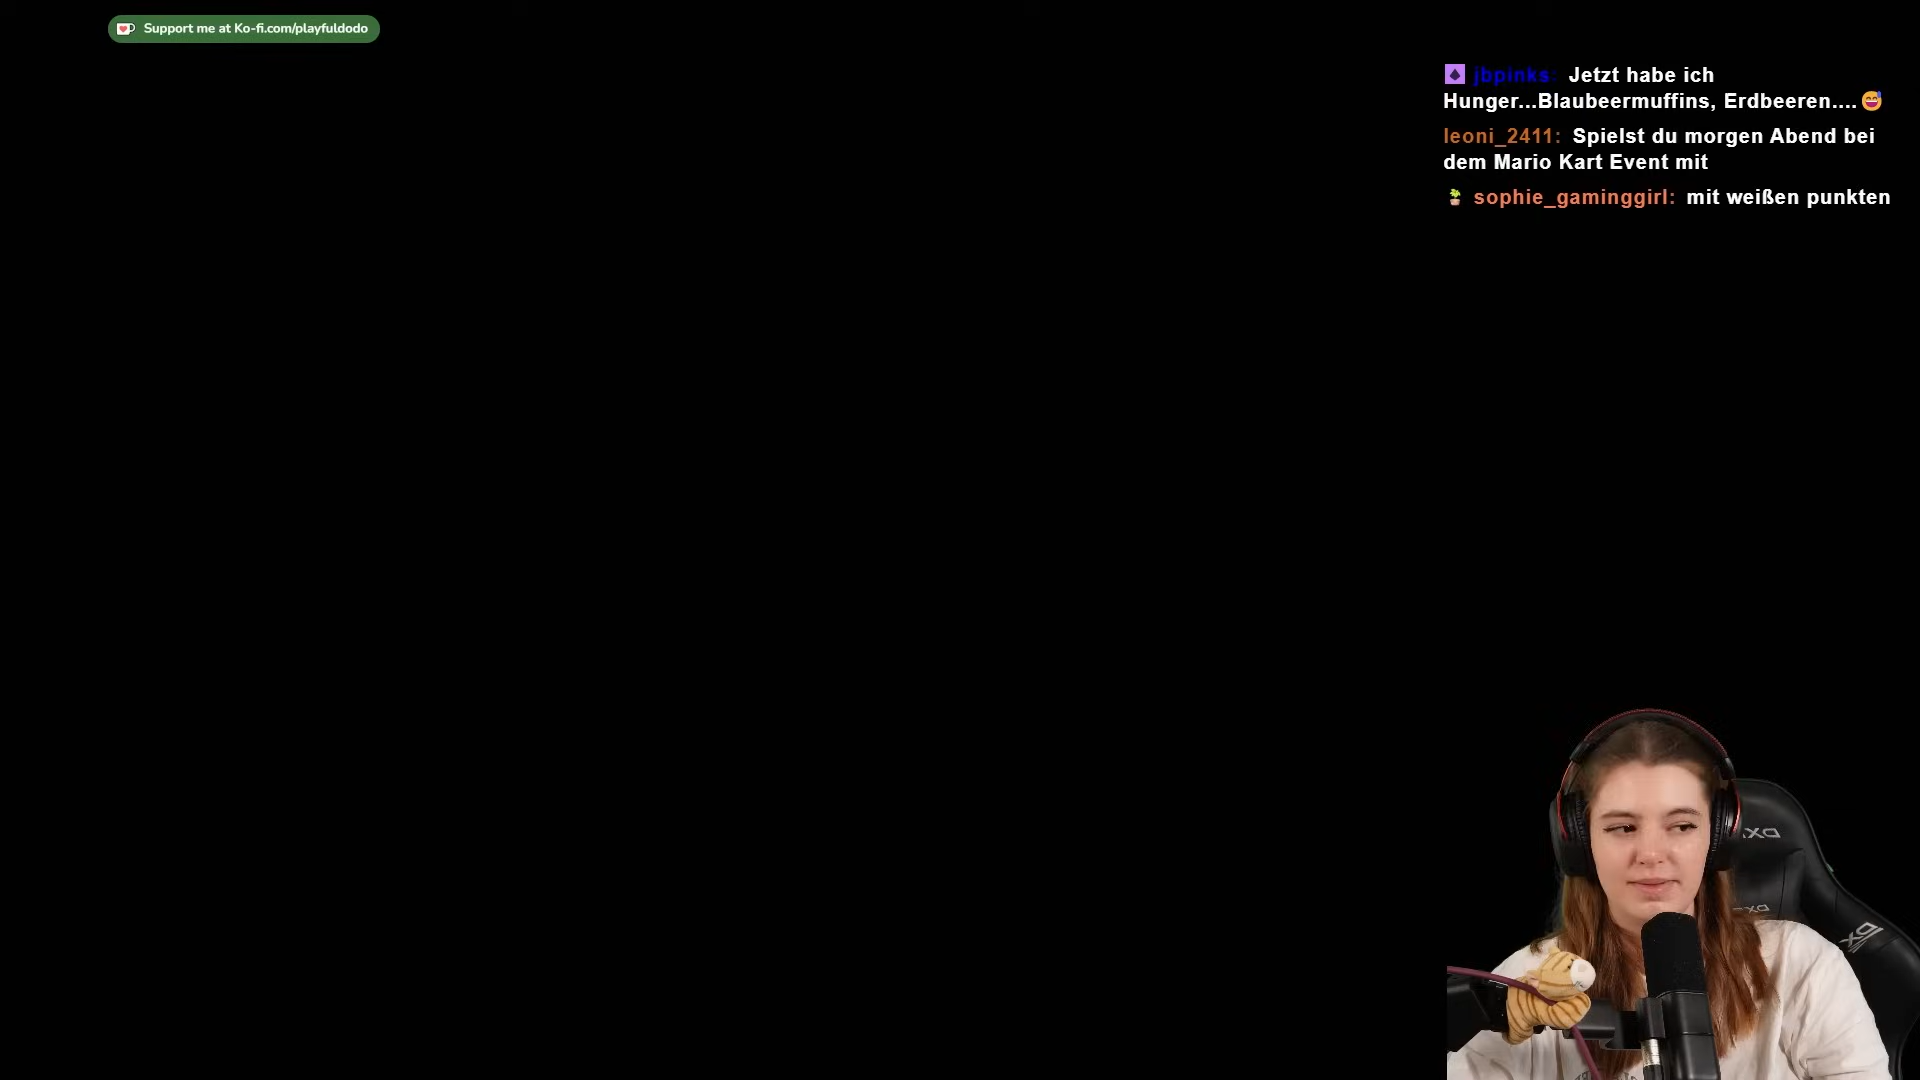 Support me at Ko-fi.com/playfuldodo
jbpinks: Jetzt habe ich
Hunger...Blaubeermuffins, Erdbeeren....😅
leoni_2411: Spielst du morgen Abend bei
dem Mario Kart Event mit
sophie_gaminggirl: mit weißen punkten
DX